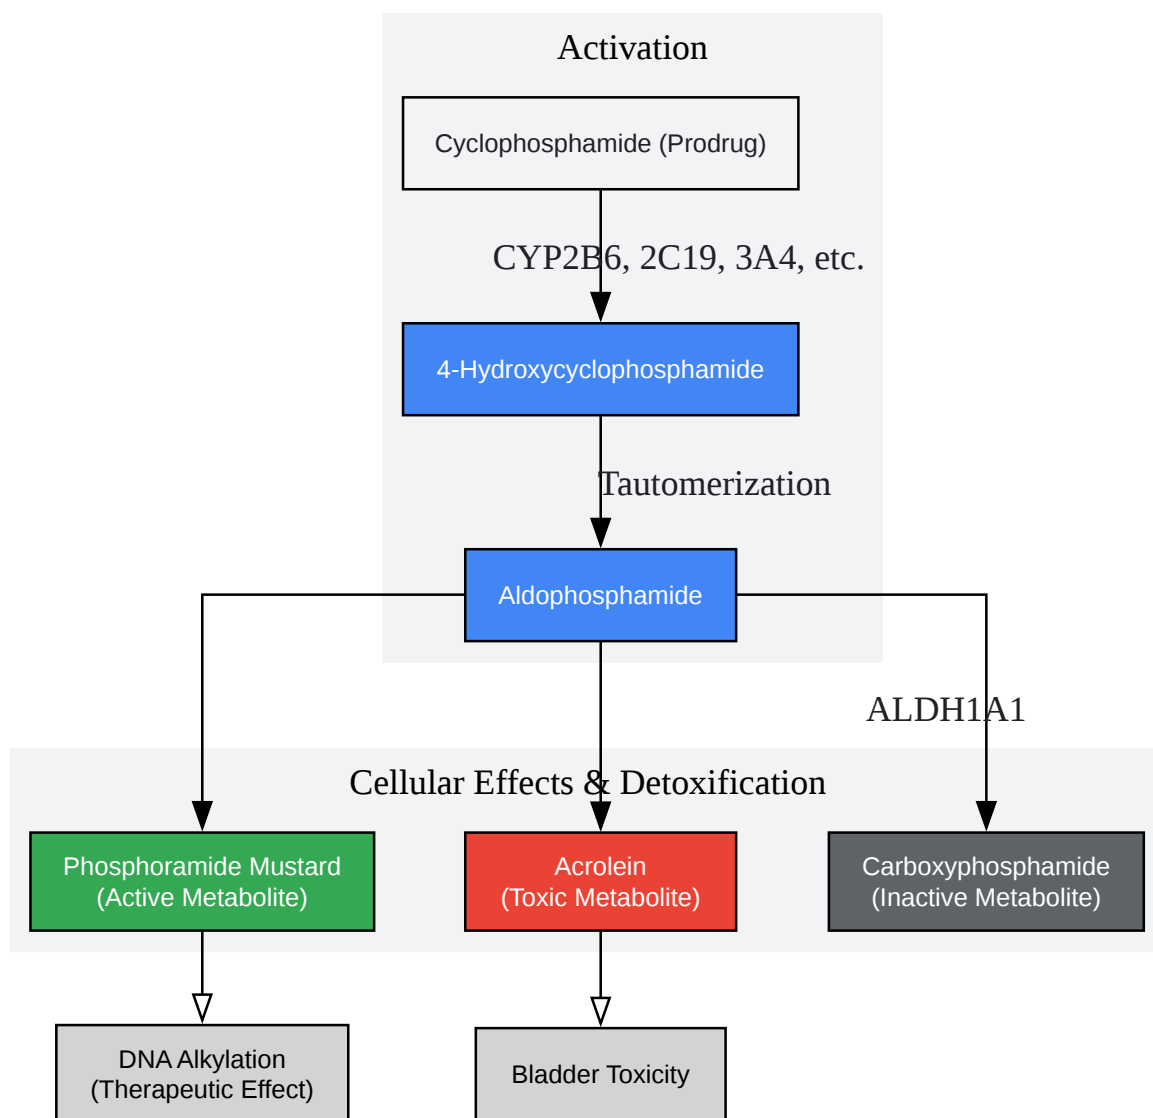 Activation
Cyclophosphamide (Prodrug)
CYP2B6, 2C19, 3A4, etc.
4-Hydroxycyclophosphamide
Tautomerization
Aldophosphamide
ALDH1A1
Cellular Effects & Detoxification
Phosphoramide Mustard
(Active Metabolite)
Acrolein
(Toxic Metabolite)
Carboxyphosphamide
(Inactive Metabolite)
DNA Alkylation
(Therapeutic Effect)
Bladder Toxicity